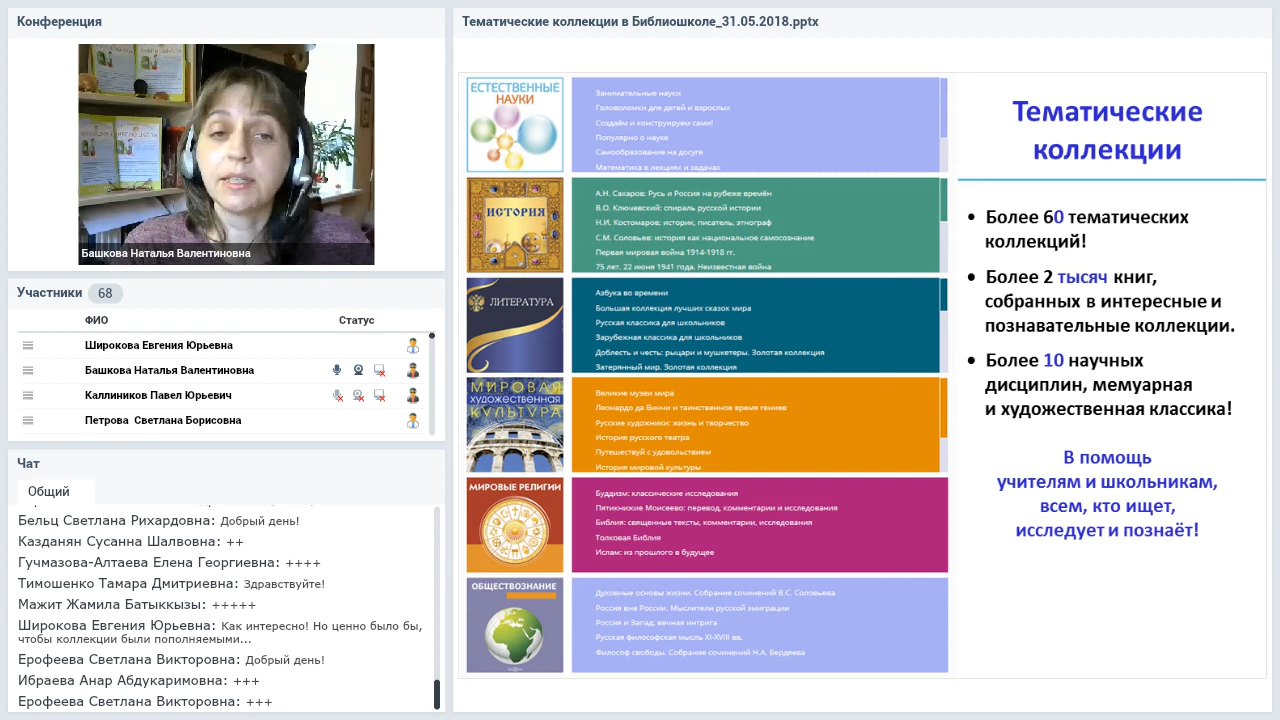 Конференция
Башкова Наталья Валентиновна
Участники 68
ФИО Статус
Широкова Евгения Юрьевна
Башкова Наталья Валентиновна
Каллиников Павел Юрьевич
Петрова Светлана Борисовна
Чат
Общий
Бельц Светлана Рихардовна: Добрый день!
Каланян Сусанна Шалвовна: ++
Гучмазова-Алтаева Елена Георгиевна: ++++
Тимошенко Тамара Дмитриевна: Здравствуйте!
Мажит Жамила Батыккызы: +++++
Широкова Евгения Юрьевна: Как интересно! Но ценно было бы,
чтобы коллекции были пополняемыми...
Ерофеева Светлана Викторовна: Добрый день!
Ибраева Анар Абдукаримовна: +++
Ерофеева Светлана Викторовна: +++
Тематические коллекции в Библиошколе_31.05.2018.pptx
ЕСТЕСТВЕННЫЕ
НАУКИ
Занимательные науки
Головоломки для детей и взрослых
Создаём и конструируем сами!
Популярно о науке
Самообразование на досуге
Математика в лекциях и задачах
ИСТОРИЯ
А.Н. Сахаров: Русь и Россия на рубеже времён
В.О. Ключевский: спираль русской истории
Н.И. Костомаров: историк, писатель, этнограф
С.М. Соловьев: история как национальное самосознание
Первая мировая война 1914-1918 гг.
75 лет. 22 июня 1941 года. Неизвестная война
ЛИТЕРАТУРА
Азбука во времени
Большая коллекция лучших сказок мира
Русская классика для школьников
Зарубежная классика для школьников
Доблесть и честь: рыцари и мушкетеры. Золотая коллекция
Затерянный мир. Золотая коллекция
МИРОВАЯ
художественная
КУЛЬТУРА
Великие музеи мира
Леонардо да Винчи и таинственное время гениев
Русские художники: жизнь и творчество
История русского театра
Путешествуй с удовольствием
История мировой культуры
МИРОВЫЕ РЕЛИГИИ
Буддизм: классические исследования
Пятикнижие Моисеево: перевод, комментарии и исследования
Библия: священные тексты, комментарии, исследования
Толковая Библия
Ислам: из прошлого в будущее
ОБЩЕСТВОЗНАНИЕ
Духовные основы жизни. Собрание сочинений В.С. Соловьева
Россия вне России. Мыслители русской эмиграции
Россия и Запад: вечная интрига
Русская философская мысль XI-XVIII вв.
Философ свободы. Собрание сочинений Н.А. Бердяева
Тематические
коллекции
• Более 60 тематических
коллекций!
• Более 2 тысяч книг,
собранных в интересные и
познавательные коллекции.
• Более 10 научных
дисциплин, мемуарная
и художественная классика!
В помощь
учителям и школьникам,
всем, кто ищет,
исследует и познаёт!